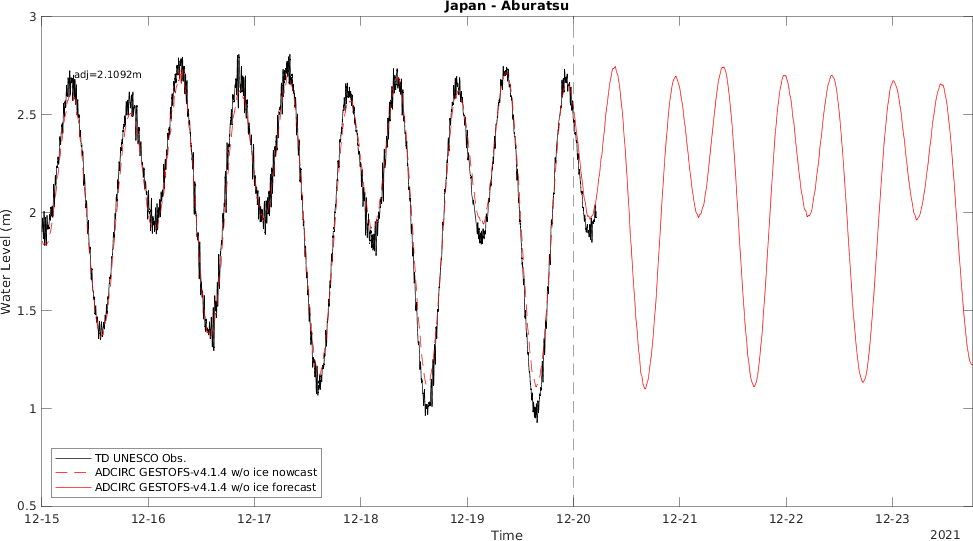 Japan - Aburatsu
3
2.5
2
1.5
1
0.5
Water Level (m)
adj=2.1092m
TD UNESCO Obs.
ADCIRC GESTOFS-v4.1.4 w/o ice nowcast
ADCIRC GESTOFS-v4.1.4 w/o ice forecast
12-15 12-16 12-17 12-18 12-19 12-20 12-21 12-22 12-23
Time
2021